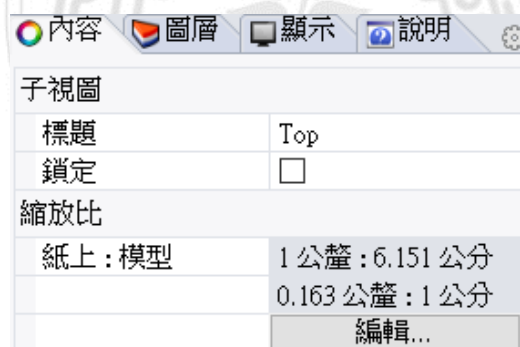 內容 圖層 顯示 說明
子視圖
標題 Top
鎖定
縮放比
紙上：模型 1 公釐：6.151 公分
0.163 公釐：1 公分
編輯...